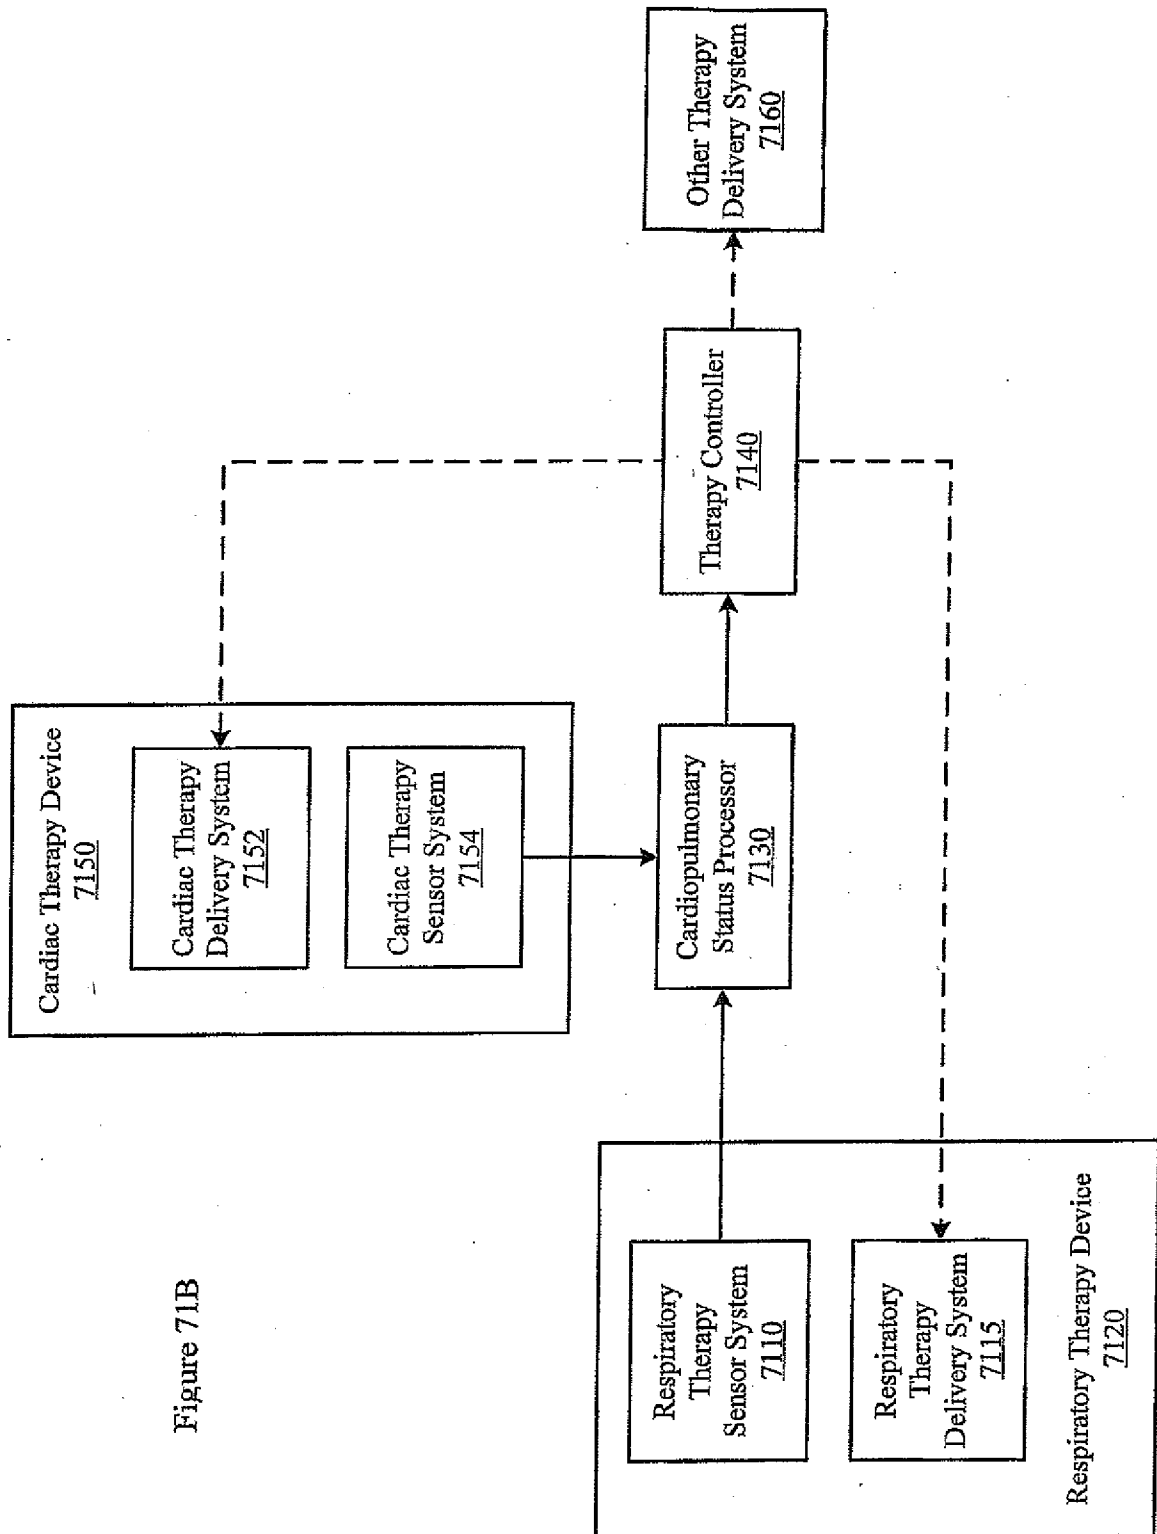 Figure 71B
Cardiac Therapy Device
7150
Cardiac Therapy
Delivery System
7152
Cardiac Therapy
Sensor System
7154
Respiratory
Therapy
Sensor System
7110
Cardiopulmonary
Status Processor
7130
Therapy Controller
7140
Other Therapy
Delivery System
7160
Respiratory
Therapy
Delivery System
7115
Respiratory Therapy Device
7120